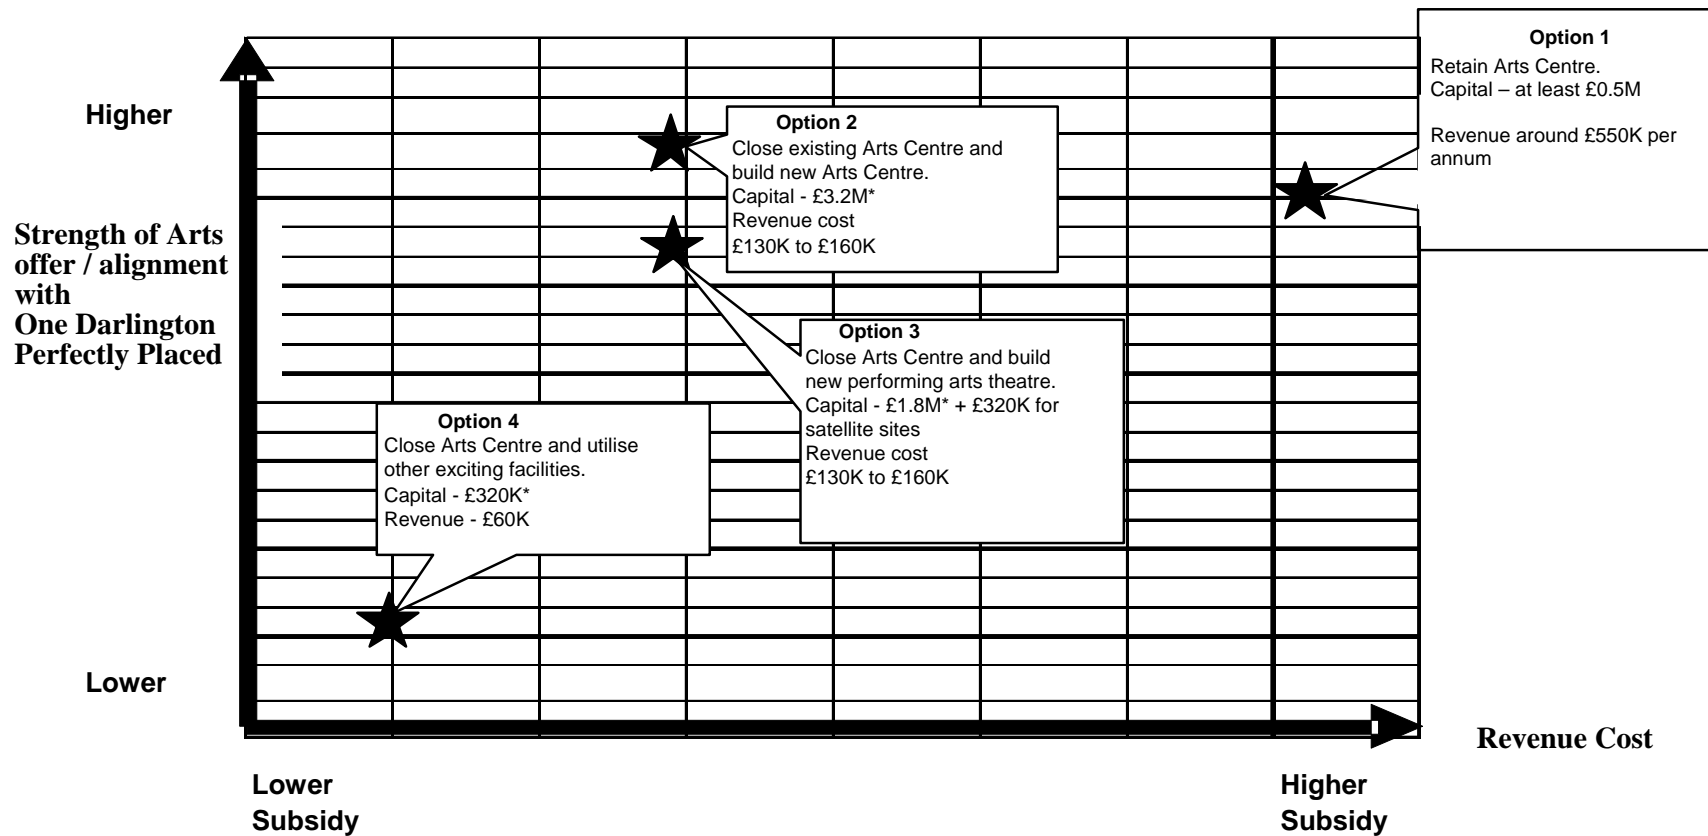 Option 1
Retain Arts Centre.
Capital – at least £0.5M
Revenue around £550K per
annum
Higher
Option 2
Close existing Arts Centre and
build new Arts Centre.
Capital - £3.2M*
Revenue cost
£130K to £160K
Strength of Arts
offer / alignment
with
One Darlington
Perfectly Placed
Option 3
Close Arts Centre and build
new performing arts theatre.
Capital - £1.8M* + £320K for
satellite sites
Revenue cost
£130K to £160K
Option 4
Close Arts Centre and utilise
other exciting facilities.
Capital - £320K*
Revenue - £60K
Lower
Revenue Cost
Lower
Subsidy
Higher
Subsidy